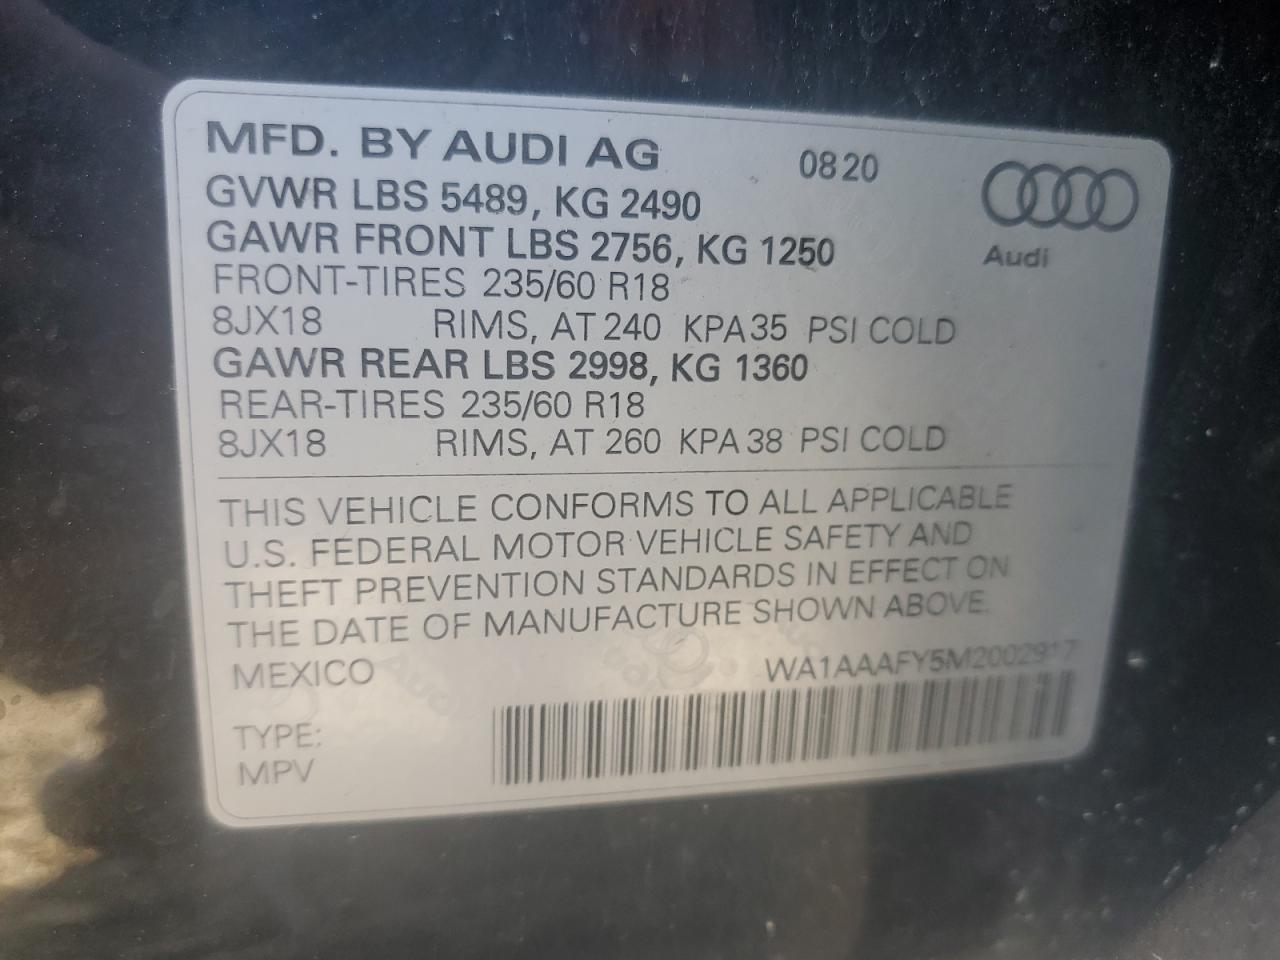 MFD. BY AUDI AG 0820
GVWR LBS 5489, KG 2490
GAWR FRONT LBS 2756, KG 1250
Audi
FRONT-TIRES 235/60 R18
8JX18 RIMS, AT 240 KPA 35 PSI COLD
GAWR REAR LBS 2998, KG 1360
REAR-TIRES 235/60 R18
8JX18 RIMS, AT 260 KPA 38 PSI COLD
THIS VEHICLE CONFORMS TO ALL APPLICABLE
U.S. FEDERAL MOTOR VEHICLE SAFETY AND
THEFT PREVENTION STANDARDS IN EFFECT ON
THE DATE OF MANUFACTURE SHOWN ABOVE.
MEXICO WA1AAAFY5M2002917
TYPE:
MPV